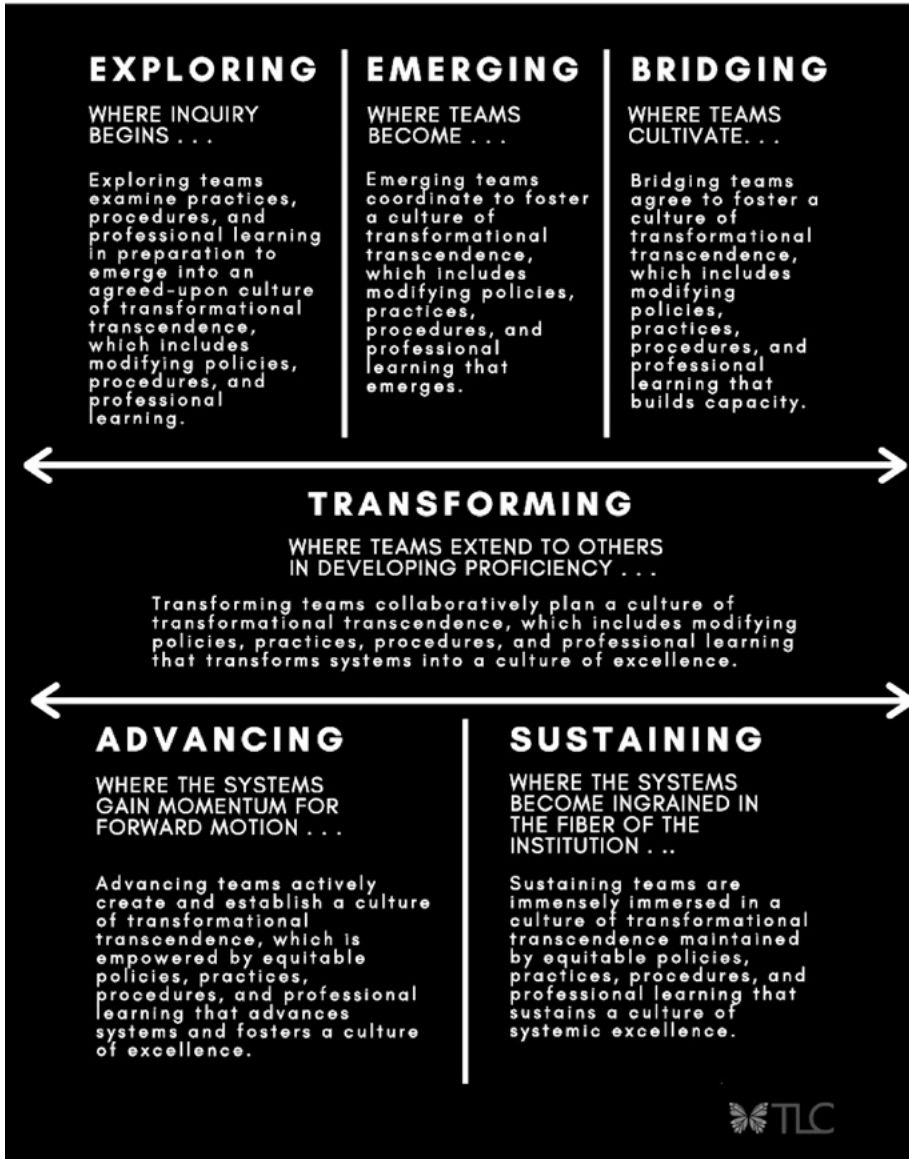 EXPLORING
WHERE INQUIRY
BEGINS . . .
Exploring teams
examine practices,
procedures, and
professional learning
in preparation to
emerge into an
agreed-upon culture
of transformational
transcendence,
which includes
modifying policies,
procedures, and
professional
learning.
EMERGING
WHERE TEAMS
BECOME . . .
Emerging teams
coordinate to foster
a culture of
transformational
transcendence,
which includes
modifying policies,
practices,
procedures, and
professional
learning that
emerges.
BRIDGING
WHERE TEAMS
CULTIVATE. . .
Bridging teams
agree to foster a
culture of
transformational
transcendence,
which includes
modifying
policies,
practices,
procedures, and
professional
learning that
builds capacity.
TRANSFORMING
WHERE TEAMS EXTEND TO OTHERS
IN DEVELOPING PROFICIENCY . . .
Transforming teams collaboratively plan a culture of
transformational transcendence, which includes modifying
policies, practices, procedures, and professional learning
that transforms systems into a culture of excellence.
ADVANCING
WHERE THE SYSTEMS
GAIN MOMENTUM FOR
FORWARD MOTION . . .
Advancing teams actively
create and establish a culture
of transformational
transcendence, which is
empowered by equitable
policies, practices,
procedures, and professional
learning that advances
systems and fosters a culture
of excellence.
SUSTAINING
WHERE THE SYSTEMS
BECOME INGRAINED IN
THE FIBER OF THE
INSTITUTION . ..
Sustaining teams are
immensely immersed in a
culture of transformational
transcendence maintained
by equitable policies,
practices, procedures, and
professional learning that
sustains a culture of
systemic excellence.
TLC